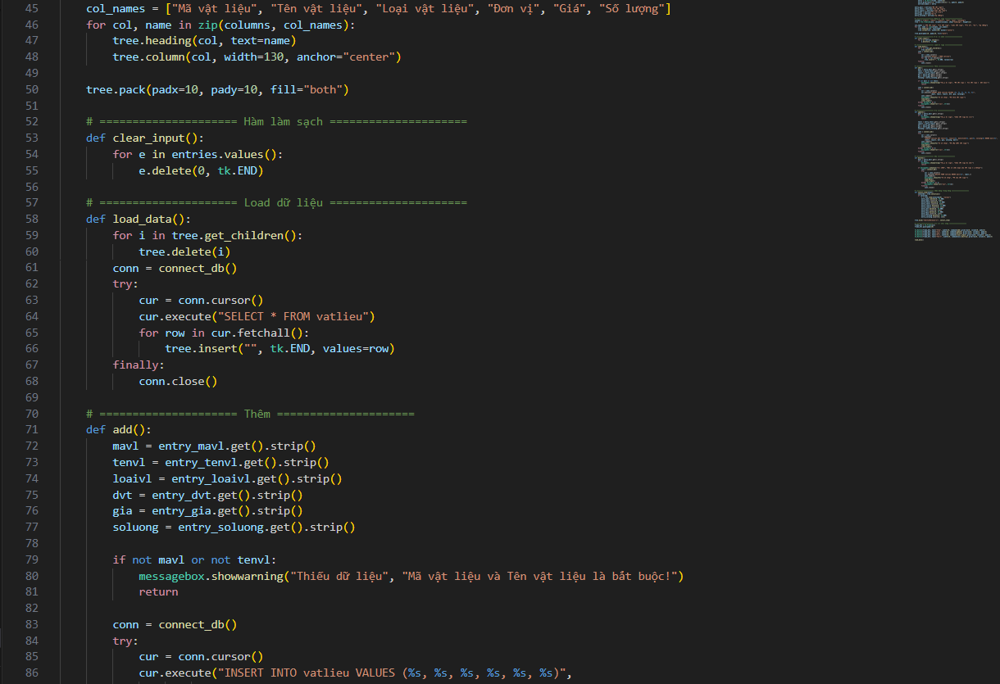 45 col_names = ["Mã vật liệu", "Tên vật liệu", "Loại vật liệu", "Đơn vị", "Giá", "Số lượng"]
46 for col, name in zip(columns, col_names):
47 tree.heading(col, text=name)
48 tree.column(col, width=130, anchor="center")
49
50 tree.pack(padx=10, pady=10, fill="both")
51
52 # ===================== Hàm làm sạch =====================
53 def clear_input():
54 for e in entries.values():
55 e.delete(0, tk.END)
56
57 # ===================== Load dữ liệu =====================
58 def load_data():
59 for i in tree.get_children():
60 tree.delete(i)
61 conn = connect_db()
62 try:
63 cur = conn.cursor()
64 cur.execute("SELECT * FROM vatlieu")
65 for row in cur.fetchall():
66 tree.insert("", tk.END, values=row)
67 finally:
68 conn.close()
69
70 # ===================== Thêm =====================
71 def add():
72 mavl = entry_mavl.get().strip()
73 tenvl = entry_tenvl.get().strip()
74 loaivl = entry_loaivl.get().strip()
75 dvt = entry_dvt.get().strip()
76 gia = entry_gia.get().strip()
77 soluong = entry_soluong.get().strip()
78
79 if not mavl or not tenvl:
80 messagebox.showwarning("Thiếu dữ liệu", "Mã vật liệu và Tên vật liệu là bắt buộc!")
81 return
82
83 conn = connect_db()
84 try:
85 cur = conn.cursor()
86 cur.execute("INSERT INTO vatlieu VALUES (%s, %s, %s, %s, %s, %s)",